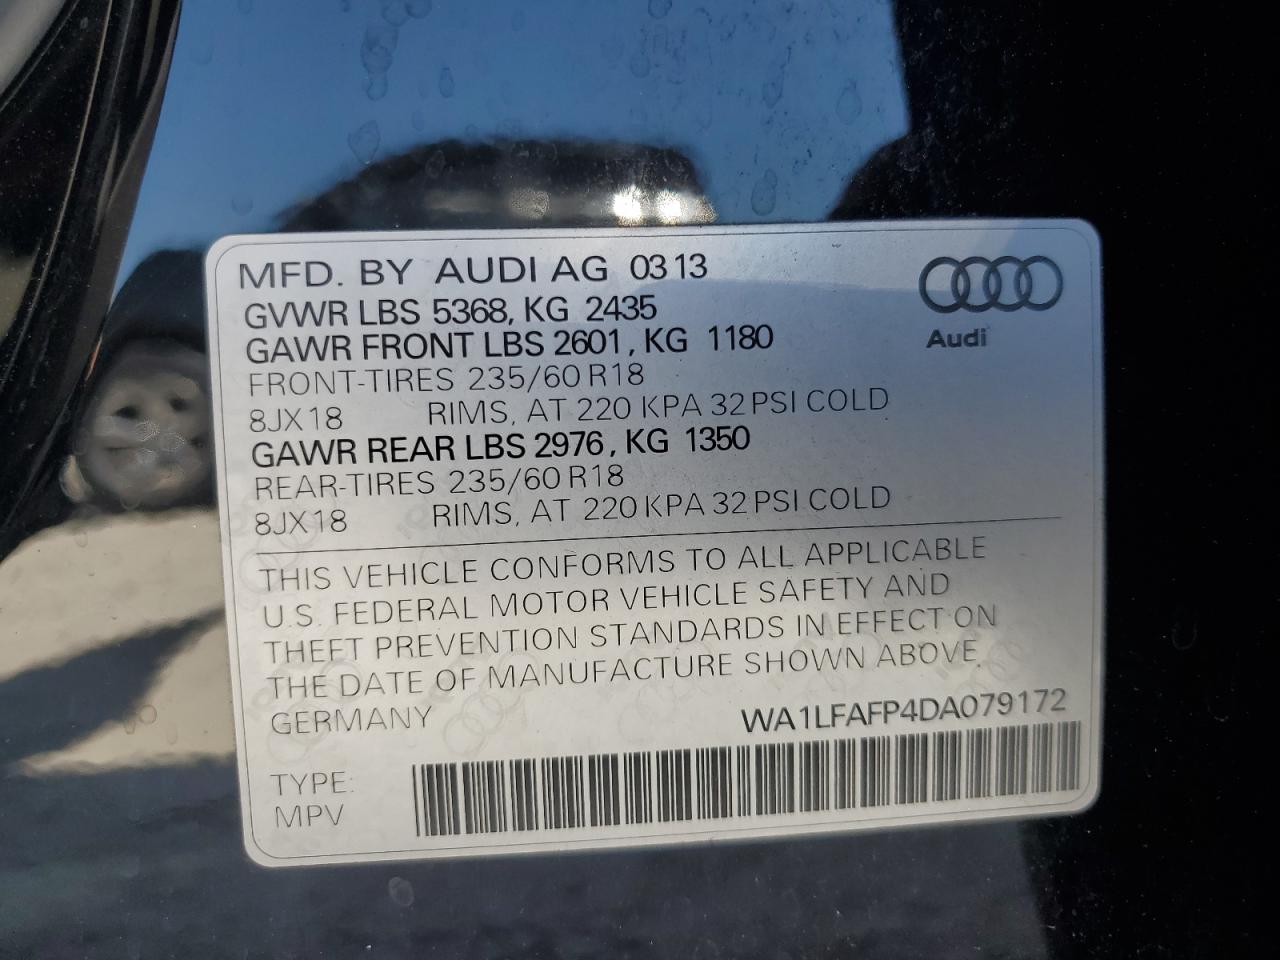 MFD. BY AUDI AG 03 13
GVWR LBS 5368, KG 2435
GAWR FRONT LBS 2601, KG 1180
FRONT-TIRES 235/60 R18
8JX18 RIMS, AT 220 KPA 32 PSI COLD
GAWR REAR LBS 2976, KG 1350
REAR-TIRES 235/60 R18
8JX18 RIMS, AT 220 KPA 32 PSI COLD
Audi
THIS VEHICLE CONFORMS TO ALL APPLICABLE
U.S. FEDERAL MOTOR VEHICLE SAFETY AND
THEFT PREVENTION STANDARDS IN EFFECT ON
THE DATE OF MANUFACTURE SHOWN ABOVE.
GERMANY WA1LFAFP4DA079172
TYPE:
MPV